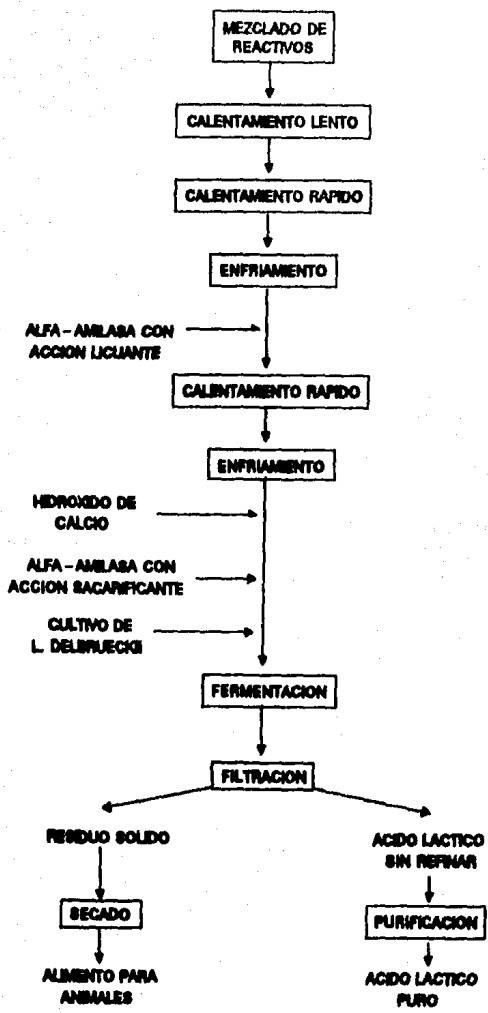 MEZCLADO DE
REACTIVOS
CALENTAMIENTO LENTO
CALENTAMIENTO RAPIDO
ENFRIAMIENTO
ALFA-AMILASA CON
ACCION LICUANTE
CALENTAMIENTO RAPIDO
ENFRIAMIENTO
HIDROXIDO DE
CALCIO
ALFA-AMILASA CON
ACCION SACARIFICANTE
CULTIVO DE
L. DELBRUECKII
FERMENTACION
FILTRACION
RESIDUO SOLIDO
ACIDO LACTICO
SIN REFINAR
SECADO
PURIFICACION
ALIMENTO PARA
ANIMALES
ACIDO LACTICO
PURO